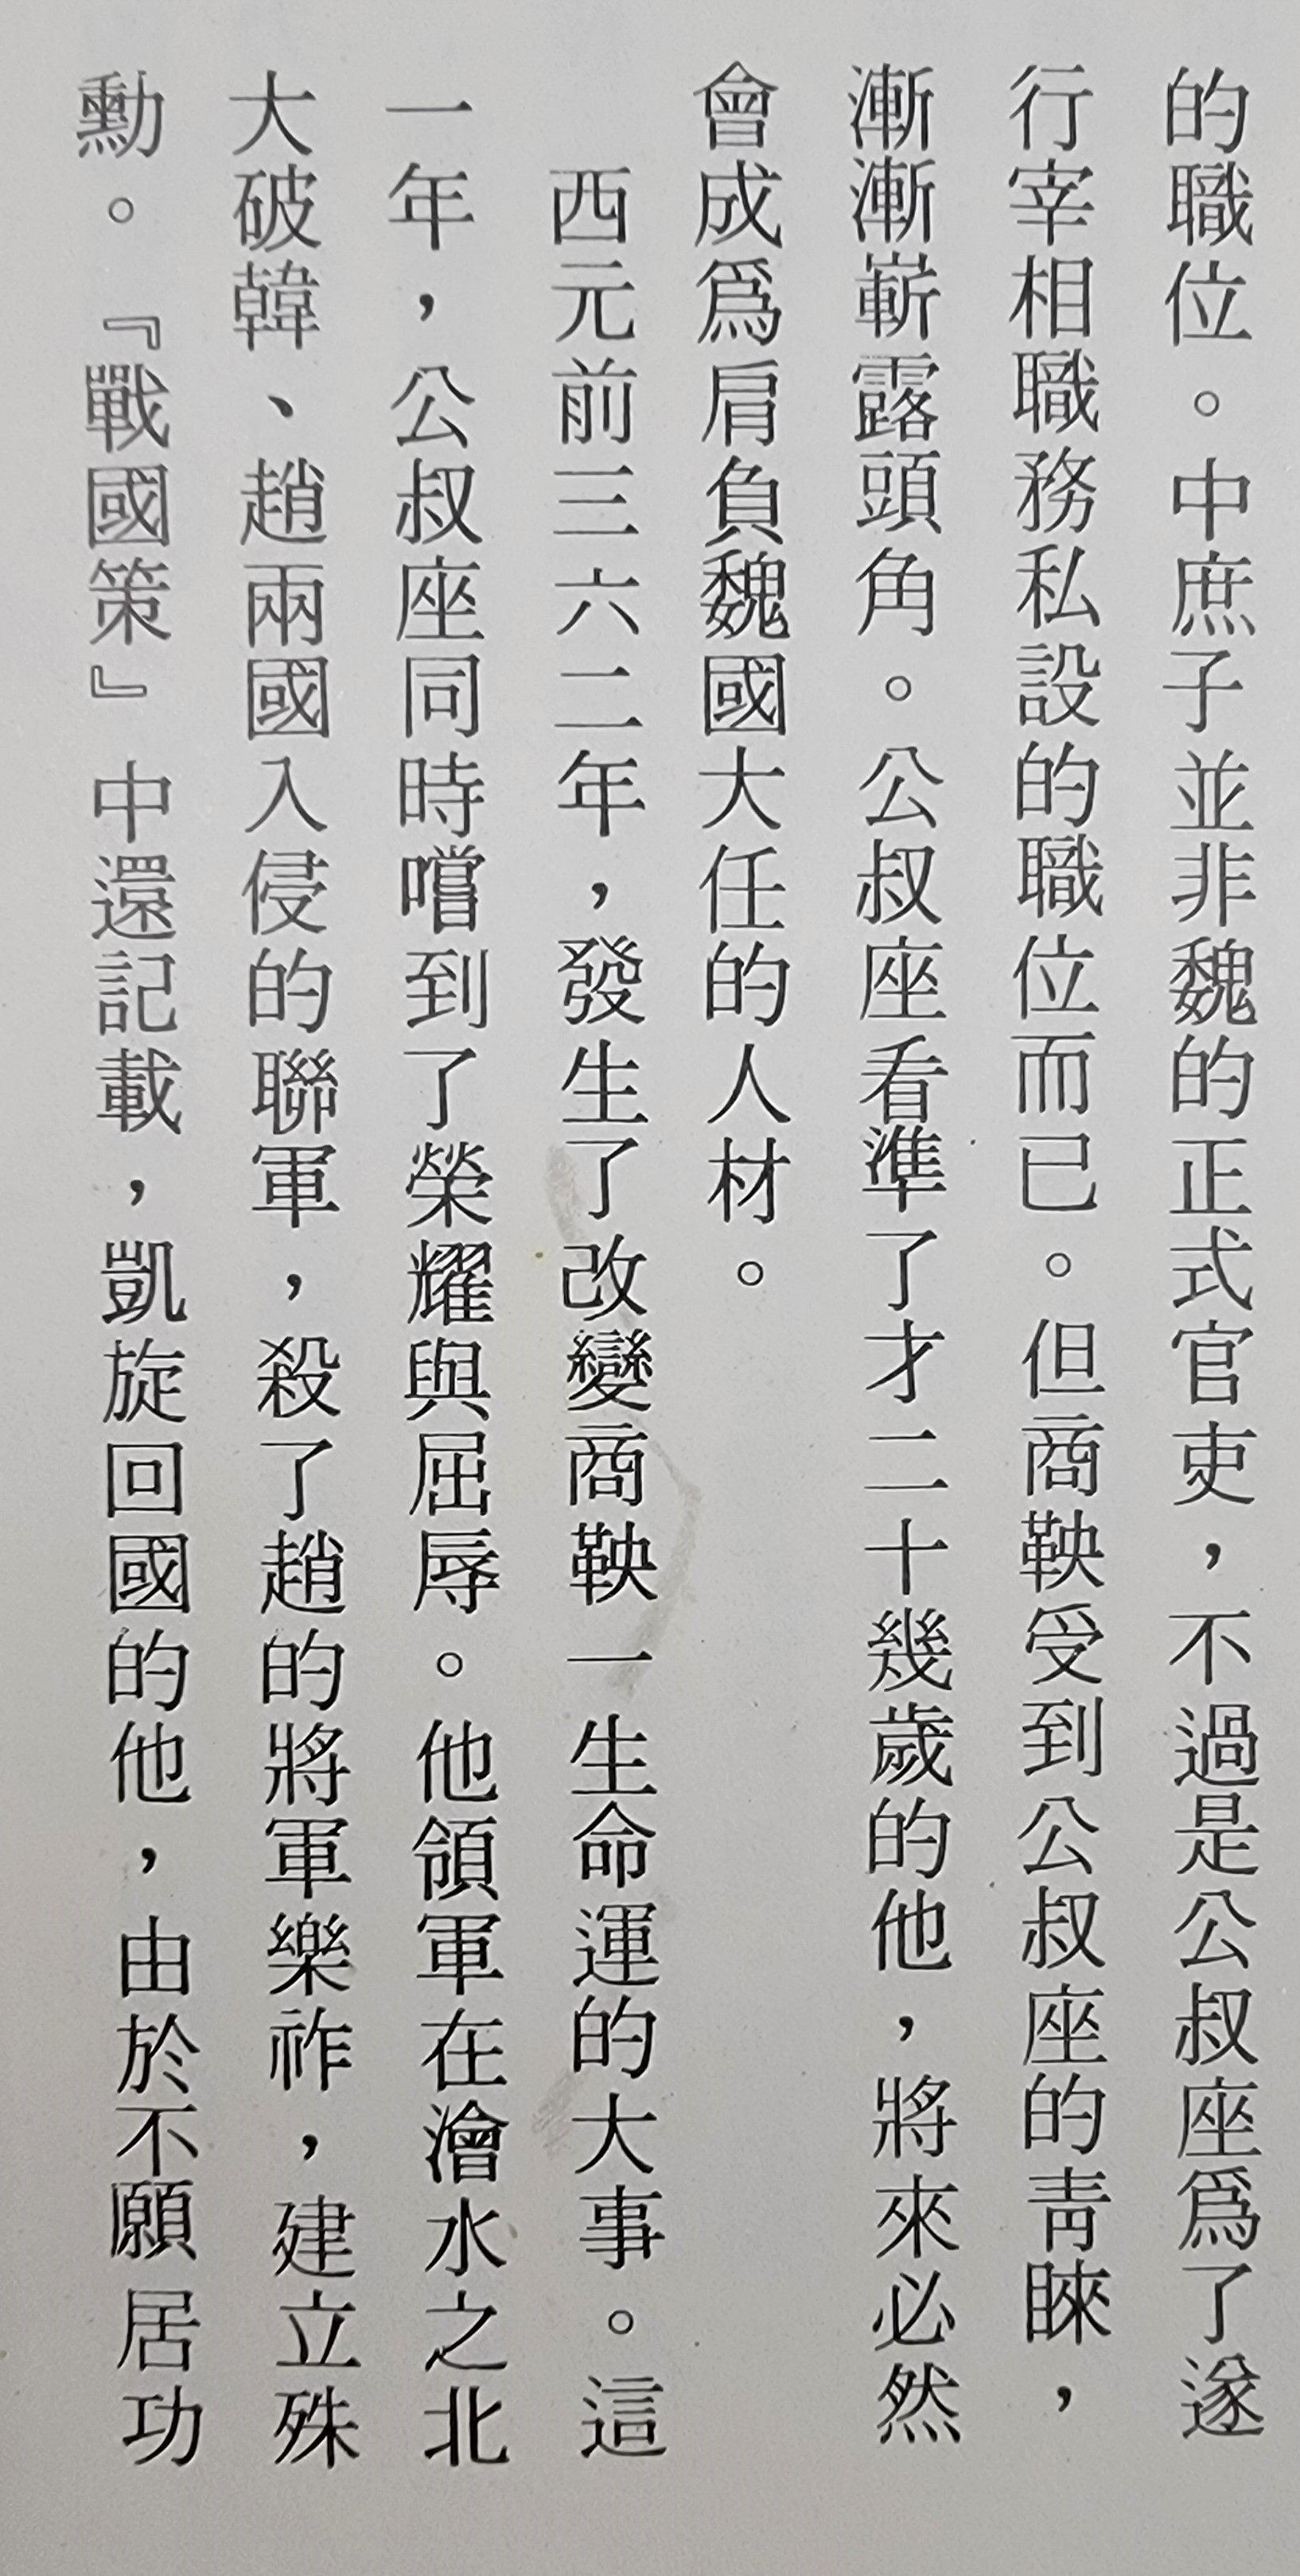 的職位。中庶子並非魏的正式官吏，不過是公叔座爲了遂
行宰相職務私設的職位而已。但商鞅受到公叔座的靑睞，
漸漸嶄露頭角。公叔座看準了才二十幾歲的他，將來必然
會成爲肩負魏國大任的人材。
西元前三六二年，發生了改變商鞅一生命運的大事。這
一年，公叔座同時嚐到了榮耀與屈辱。他領軍在澮水之北
大破韓、趙兩國入侵的聯軍，殺了趙的將軍樂祚，建立殊
勳。『戰國策』中還記載，凱旋回國的他，由於不願居功